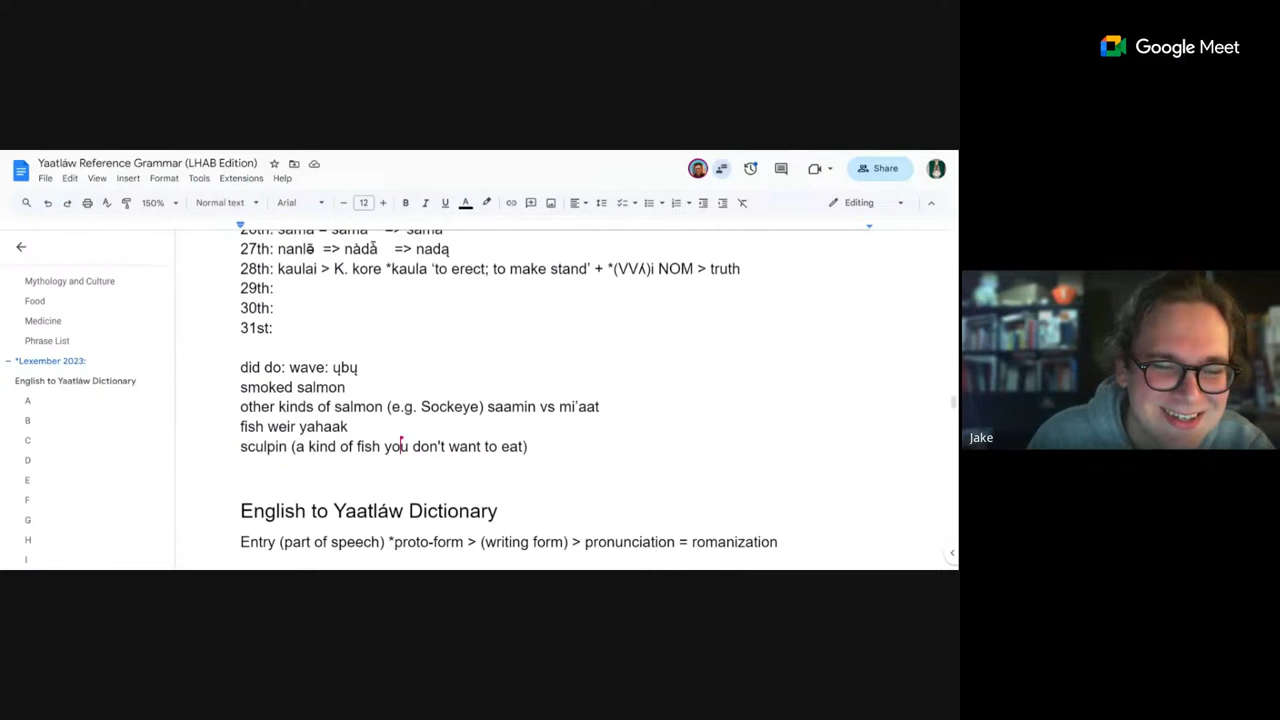 Google Meet
Yaatláw Reference Grammar (LHAB Edition)
File Edit View Insert Format Tools Extensions Help
Share
150% Normal text Arial 12 Editing
Mythology and Culture
Food
Medicine
Phrase List
*Lexember 2023:
English to Yaatláw Dictionary
A
B
C
D
E
F
G
H
I
27th: => => nadą
28th: kaulai > K. kore *kaula ‘to erect; to make stand’ + *(VVʎ)i NOM > truth
29th:
30th:
31st:
did do: wave: ųbų
smoked salmon
other kinds of salmon (e.g. Sockeye) saamin vs mi’aat
fish weir yahaak
sculpin (a kind of fish you don't want to eat)
English to Yaatláw Dictionary
Entry (part of speech) *proto-form > (writing form) > pronunciation = romanization
Jake